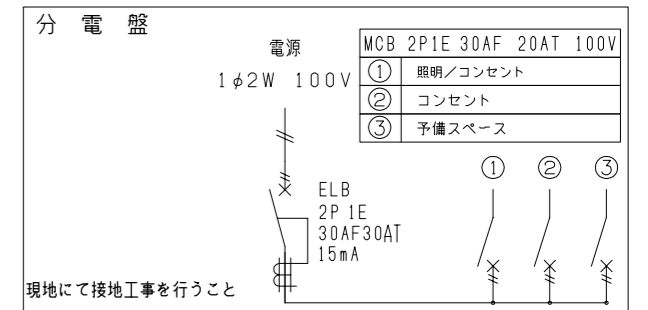 分電盤
電源
1φ2W 100V
MCB 2P1E 30AF 20AT 100V
① 照明/コンセント
② コンセント
③ 予備スペース
① ② ③
ELB
2P 1E
30AF30AT
15mA
現地にて接地工事を行うこと